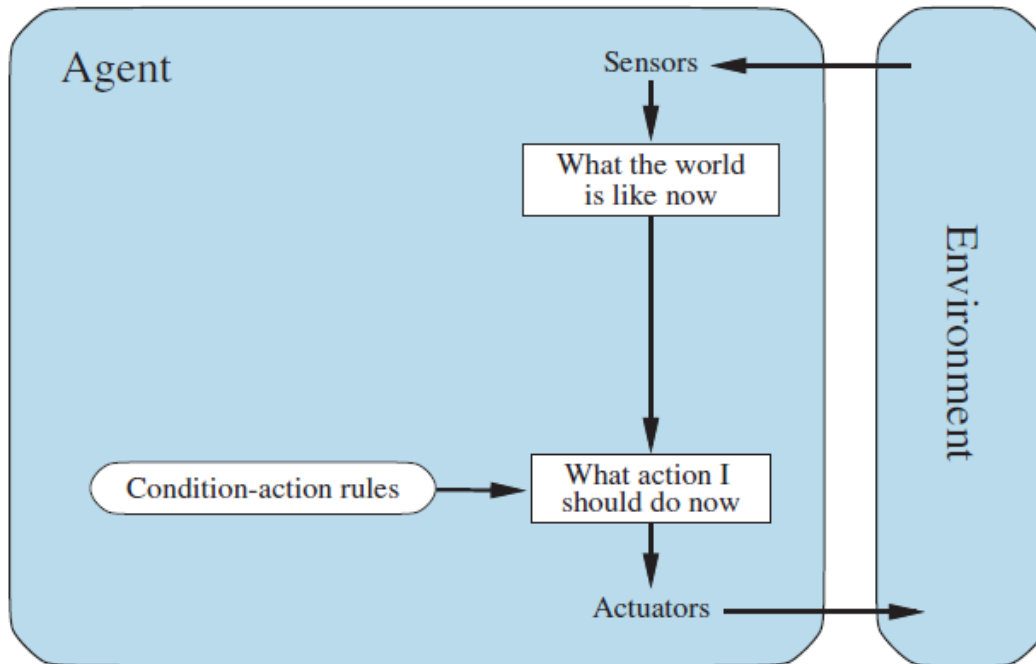 Agent
Sensors
What the world
is like now
Environment
Condition-action rules
What action I
should do now
Actuators